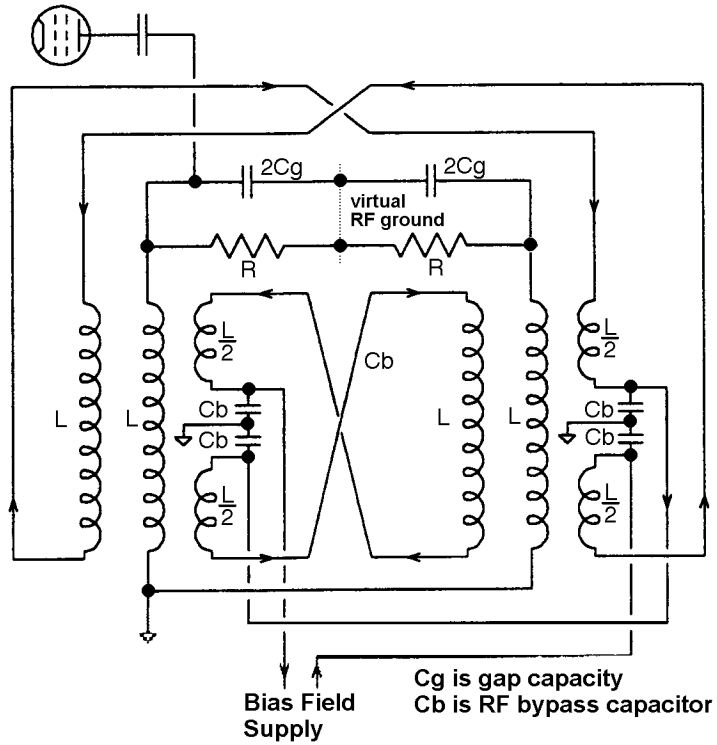 2Cg
2Cg
virtual
RF ground
R
R
L
2
Cb
L
2
Cb
Cb
L
L
L
L
Cb
Cb
L
2
L
2
Cg is gap capacity
Bias Field
Cb is RF bypass capacitor
Supply